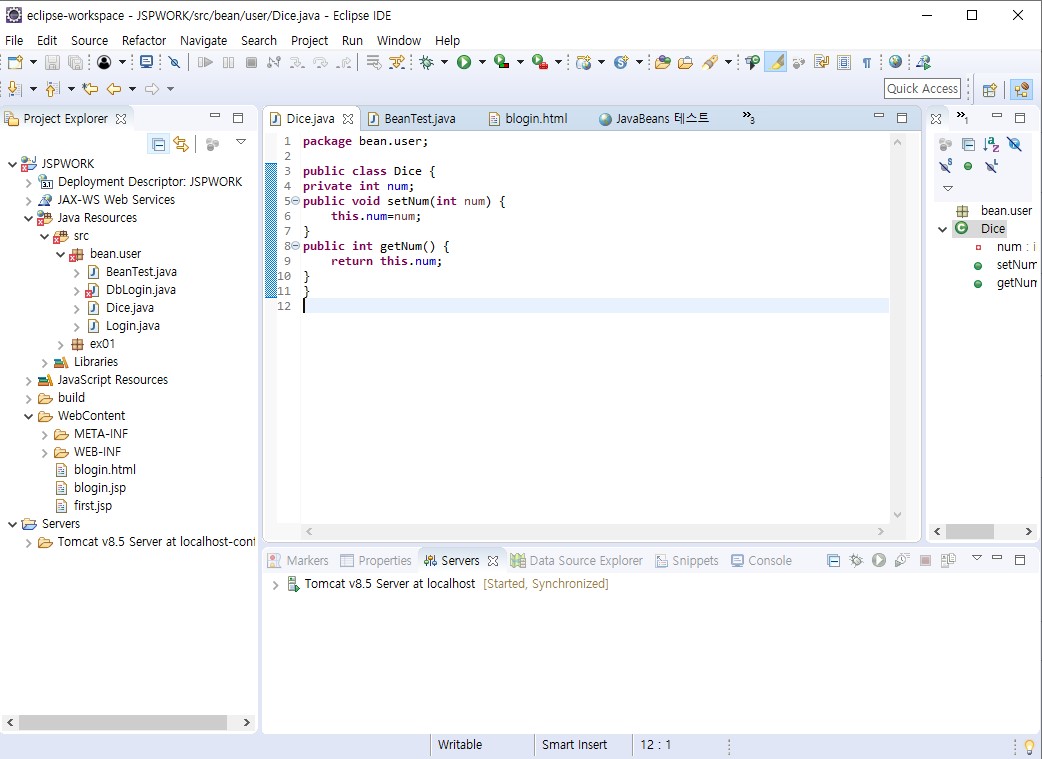 eclipse-workspace - JSPWORK/src/bean/user/Dice.java - Eclipse IDE
File Edit Source Refactor Navigate Search Project Run Window Help
Quick Access
Project Explorer
JSPWORK
Deployment Descriptor: JSPWORK
JAX-WS Web Services
Java Resources
src
bean.user
BeanTest.java
DbLogin.java
Dice.java
Login.java
ex01
Libraries
JavaScript Resources
build
WebContent
META-INF
WEB-INF
blogin.html
blogin.jsp
first.jsp
Servers
Tomcat v8.5 Server at localhost-conf
Dice.java BeanTest.java blogin.html JavaBeans 테스트 »3
1 package bean.user;
2
3 public class Dice {
4 private int num;
5 public void setNum(int num) {
6 this.num=num;
7 }
8 public int getNum() {
9 return this.num;
10 }
11 }
12
»1
bean.user
Dice
num : i
setNum
getNum
Markers Properties Servers Data Source Explorer Snippets Console
Tomcat v8.5 Server at localhost [Started, Synchronized]
Writable Smart Insert 12 : 1